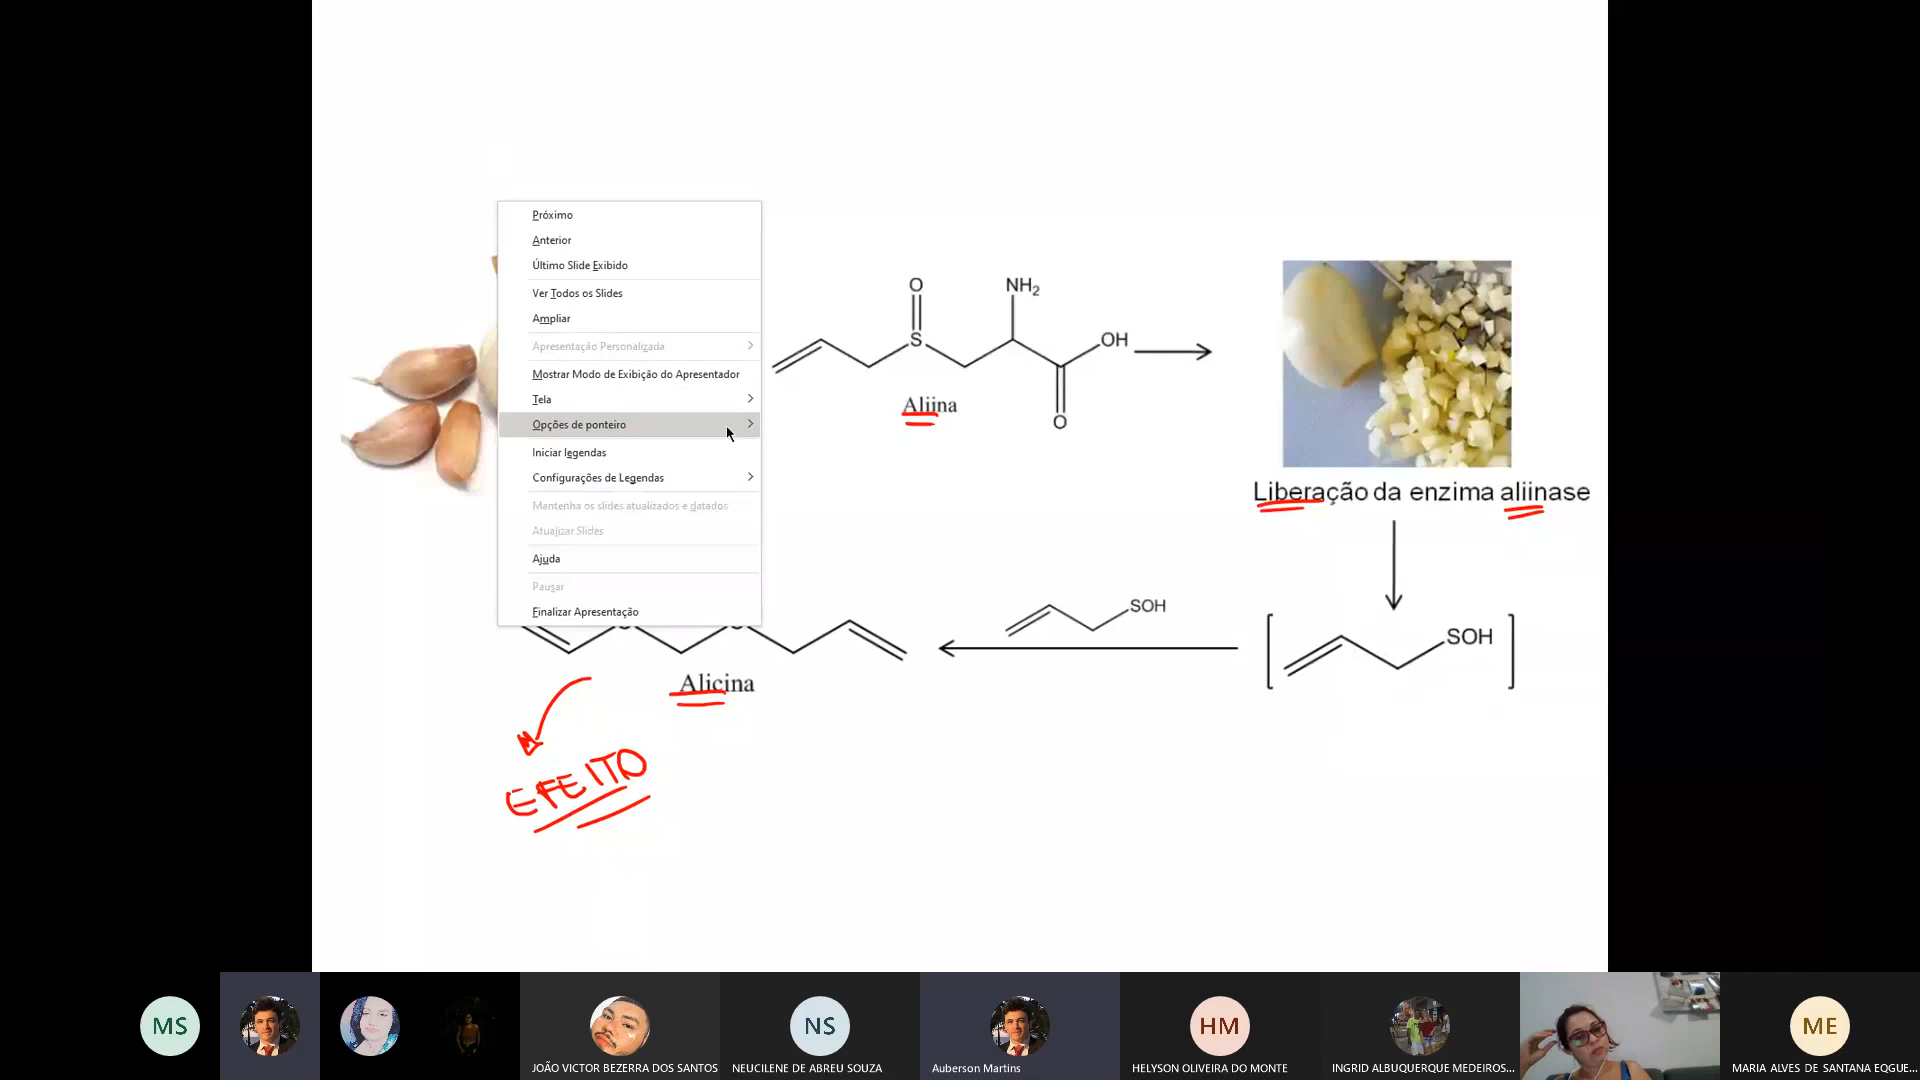 Próximo
Anterior
Último Slide Exibido
Ver Todos os Slides
Ampliar
Apresentação Personalizada
Mostrar Modo de Exibição do Apresentador
Tela
Opções de ponteiro
Iniciar legendas
Configurações de Legendas
Mantenha os slides atualizados e datados
Atualizar Slides
Ajuda
Pausar
Finalizar Apresentação
O
NH2
S
OH
O
Aliina
Liberação da enzima aliinase
SOH
SOH
Alicina
EFEITO
MS
NS
HM
ME
JOÃO VICTOR BEZERRA DOS SANTOS
NEUCILENE DE ABREU SOUZA
Auberson Martins
HELYSON OLIVEIRA DO MONTE
INGRID ALBUQUERQUE MEDEIROS...
MARIA ALVES DE SANTANA EQGUE...